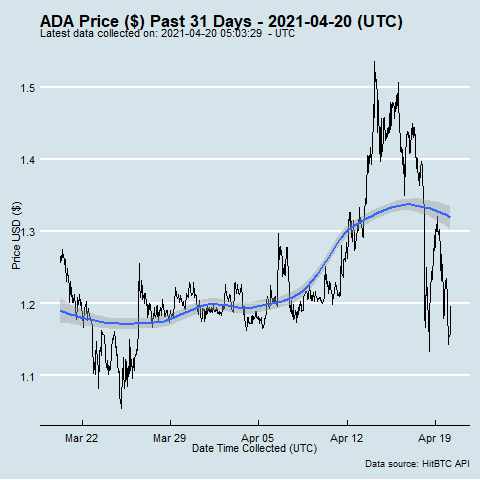 ADA Price ($) Past 31 Days - 2021-04-20 (UTC)
Latest data collected on: 2021-04-20 05:03:29 - UTC
Price USD ($)
1.5
1.4
1.3
1.2
1.1
Mar 22 Mar 29 Apr 05 Apr 12 Apr 19
Date Time Collected (UTC)
Data source: HitBTC API